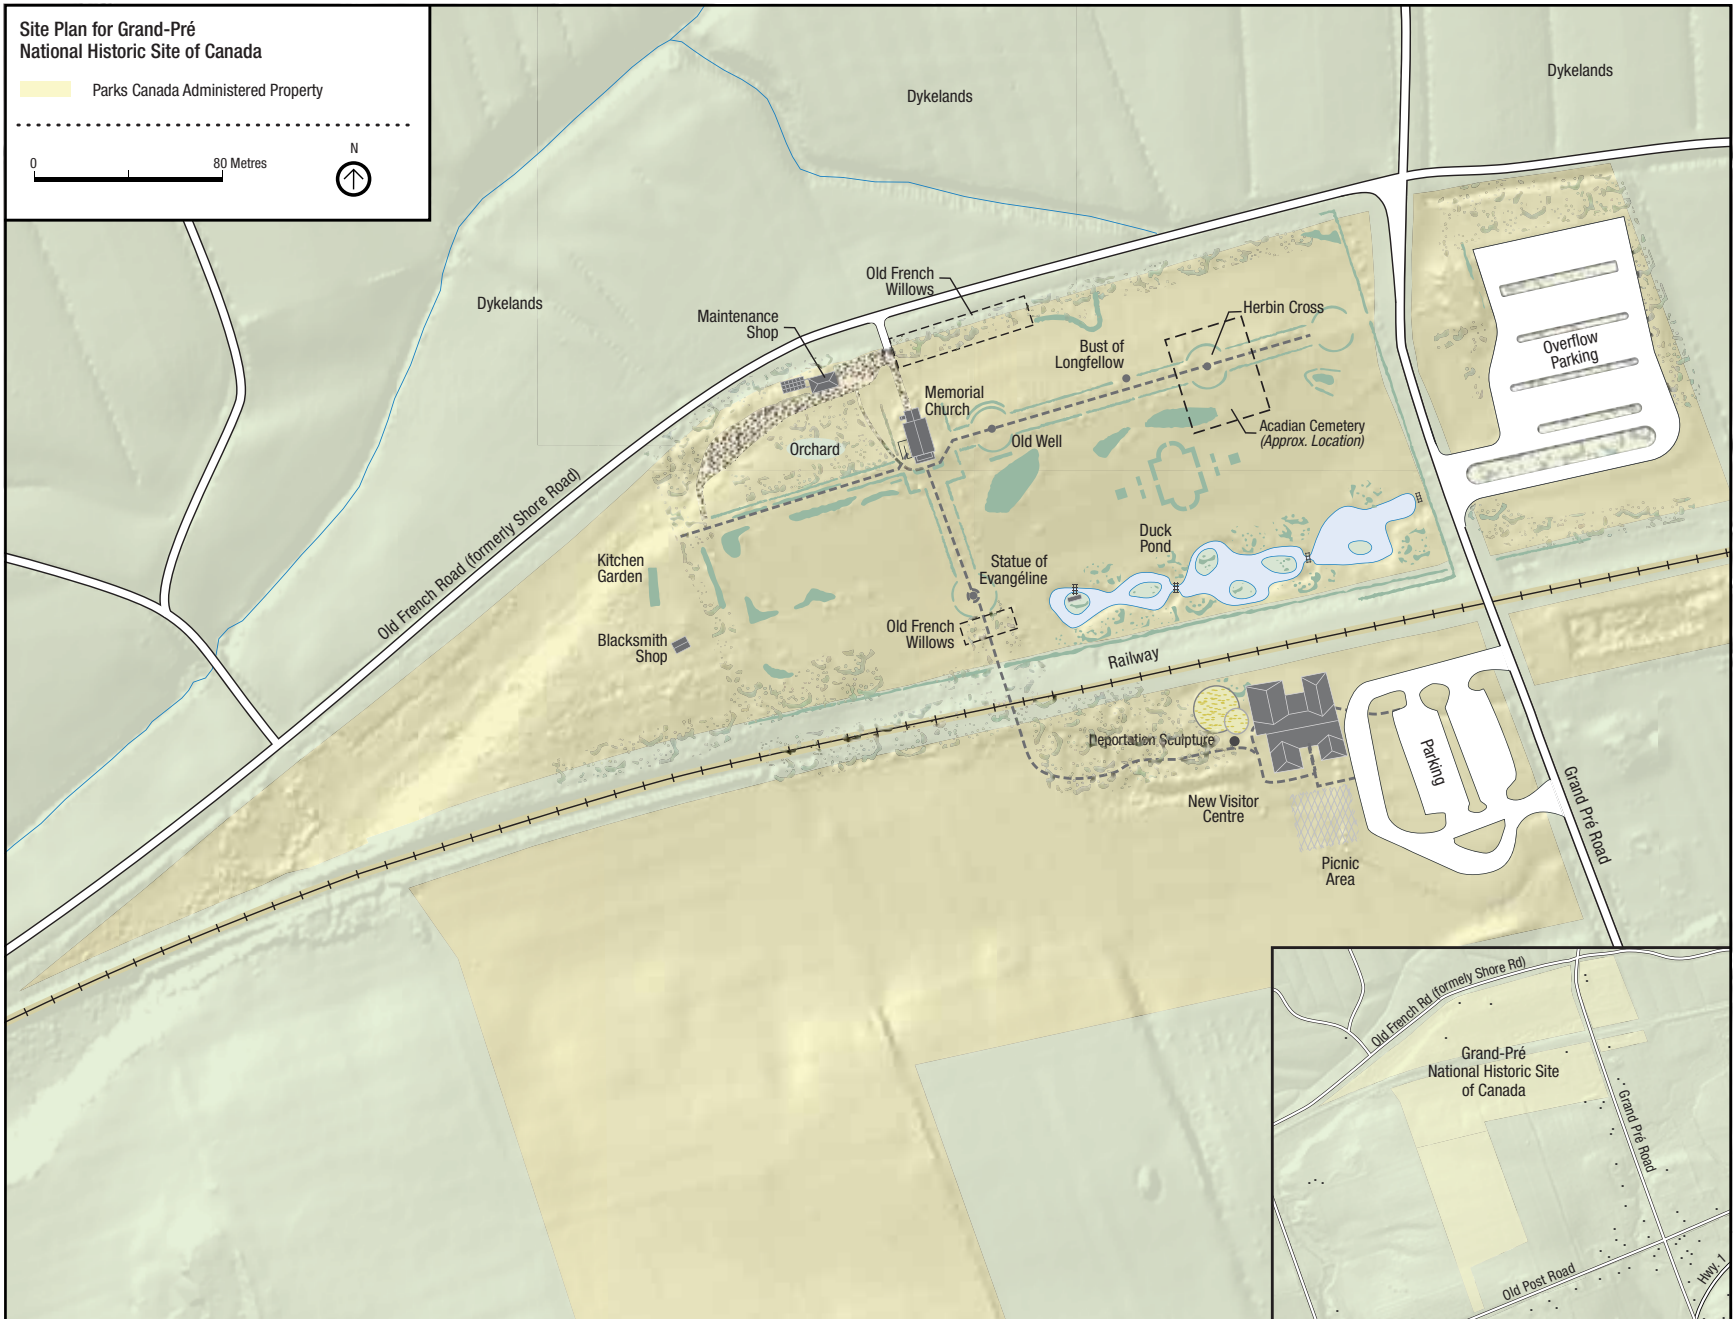 Site Plan for Grand-Pré
National Historic Site of Canada
Parks Canada Administered Property
0
80 Metres
N
Dykelands
Dykelands
Dykelands
Old French
Willows
Maintenance
Shop
Herbin Cross
Bust of
Longfellow
Overflow
Parking
Memorial
Church
Acadian Cemetery
(Approx. Location)
Old Well
Orchard
Old French Road (formerly Shore Road)
Duck
Pond
Kitchen
Garden
Statue of
Evangéline
Old French
Willows
Blacksmith
Shop
Railway
Deportation Sculpture
Parking
Grand Pré Road
New Visitor
Centre
Picnic
Area
Old French Rd (formely Shore Rd)
Grand-Pré
National Historic Site
of Canada
Grand Pré Road
Old Post Road
Hwy. 1